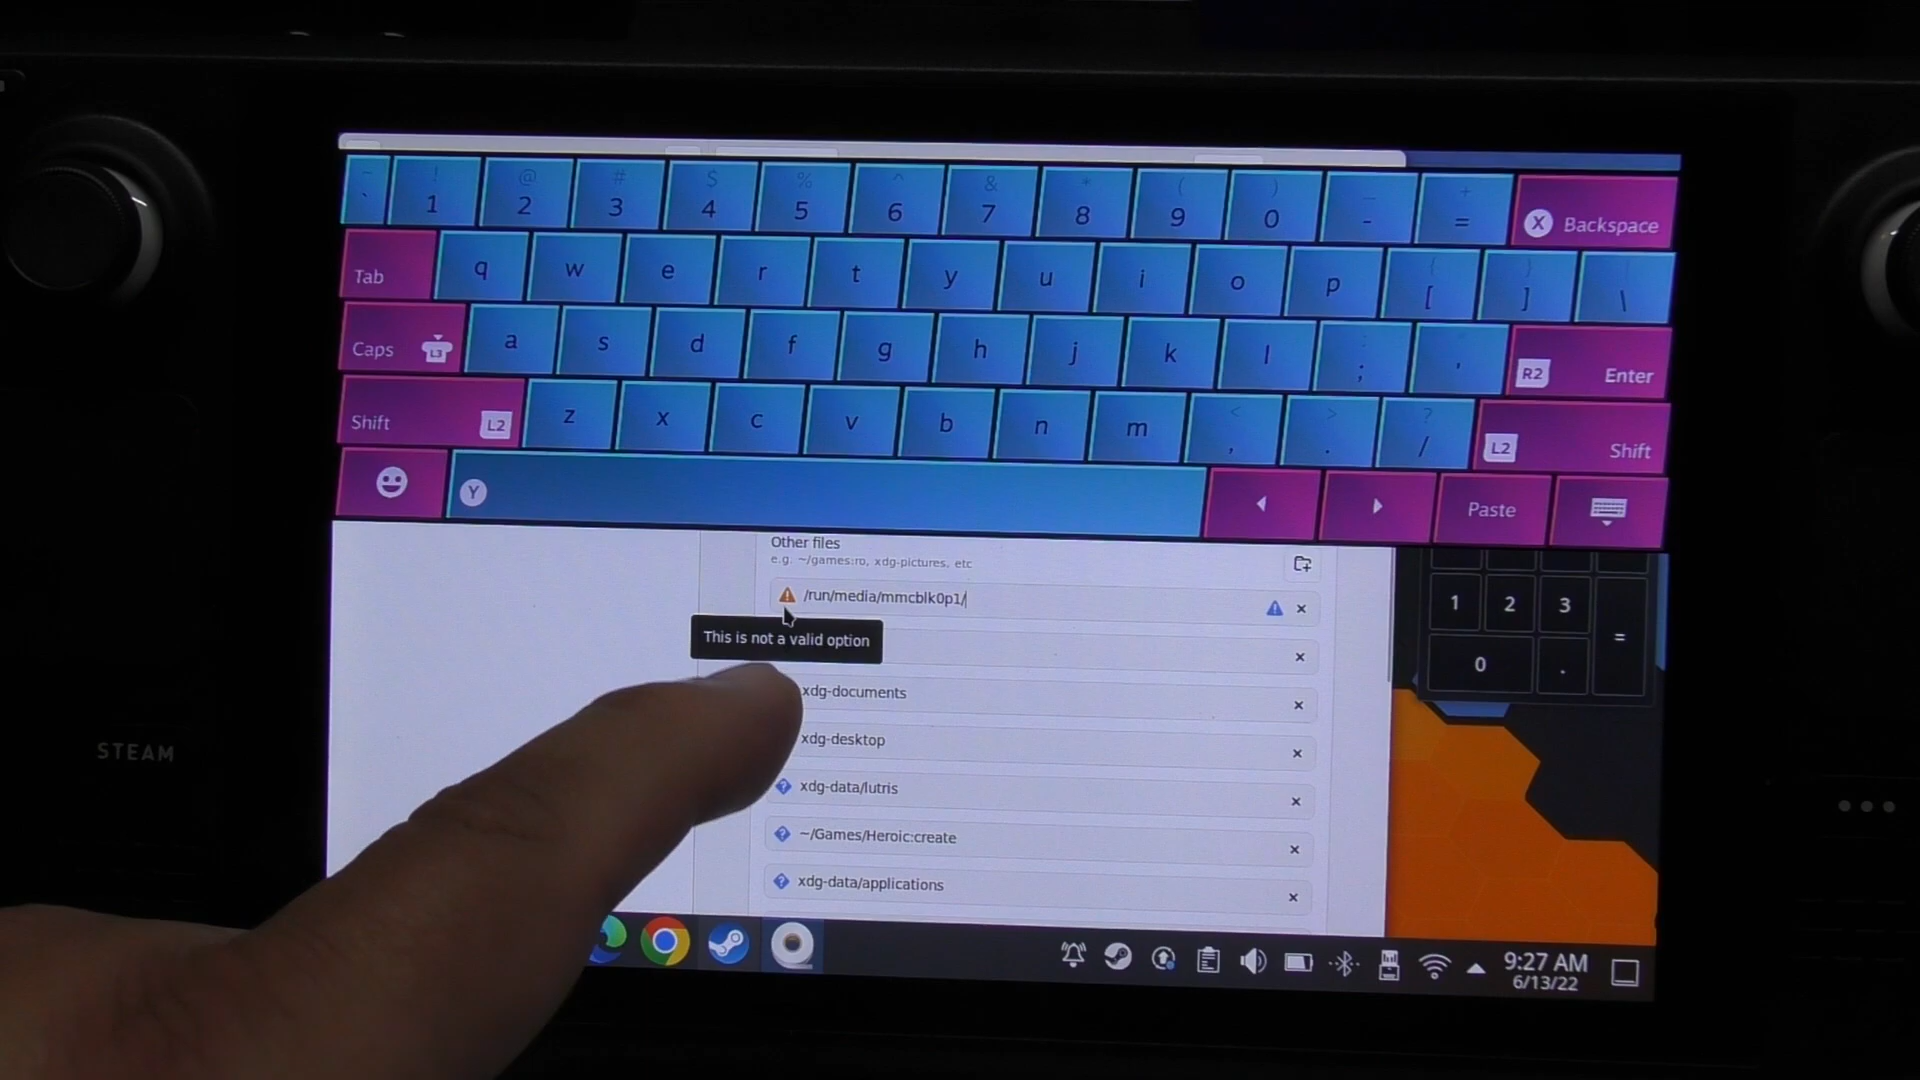 ~ ! @ # $ % ^ & * ( ) _ +
` 1 2 3 4 5 6 7 8 9 0 - = X Backspace
Tab q w e r t y u i o p [ ] \
Caps L3 a s d f g h j k l ; ' R2 Enter
Shift L2 z x c v b n m < , > . ? / L2 Shift
Y Paste
Other files
e.g. ~/games:ro, xdg-pictures, etc
/run/media/mmcblk0p1/
This is not a valid option
xdg-documents
xdg-desktop
xdg-data/lutris
~/Games/Heroic:create
xdg-data/applications
1 2 3
=
0 .
STEAM
9:27 AM
6/13/22